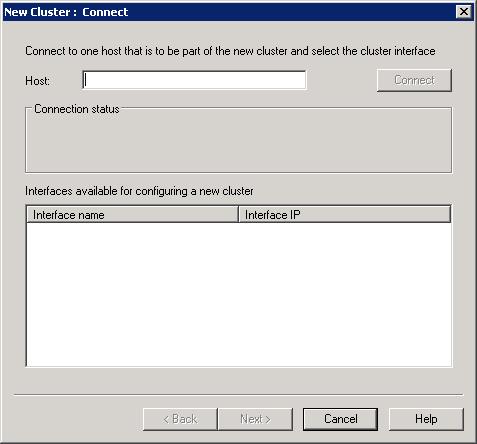 New Cluster :  Connect
Connect to one host that is to be part of the new cluster and select the cluster interface
Host:
Connect
Connection status
Interfaces available for configuring a new cluster
Interface name Interface IP
< Back Next > Cancel Help